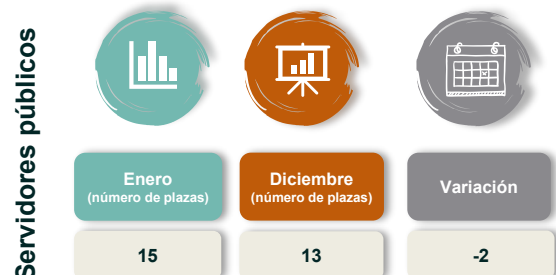 Servidores públicos
Enero
(número de plazas)
Diciembre
(número de plazas)
Variación
15
13
-2